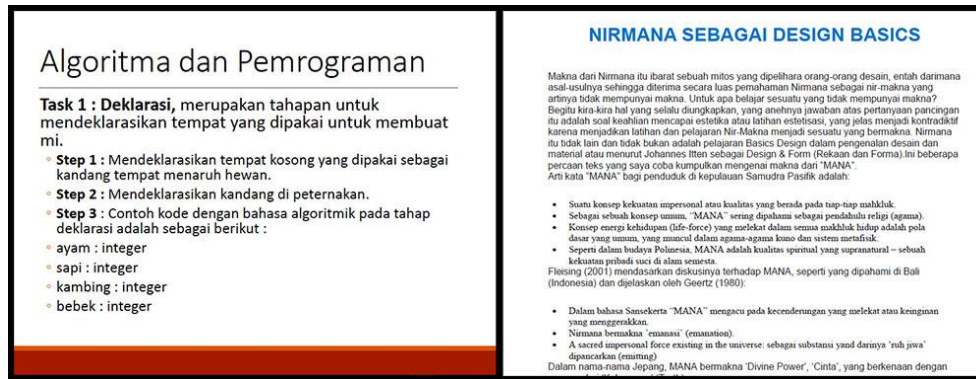 Algoritma dan Pemrograman
Task 1 : Deklarasi, merupakan tahapan untuk
mendeklarasikan tempat yang dipakai untuk membuat
mi.
Step 1 : Mendeklarasikan tempat kosong yang dipakai sebagai
kandang tempat menaruh hewan.
Step 2 : Mendeklarasikan kandang di peternakan.
Step 3 : Contoh kode dengan bahasa algoritmik pada tahap
deklarasi adalah sebagai berikut :
ayam : integer
sapi : integer
kambing : integer
bebek : integer
NIRMANA SEBAGAI DESIGN BASICS
Makna dari Nirmana itu ibarat sebuah mitos yang dipelihara orang-orang desain, entah darimana
asal-usulnya sehingga diterima secara luas pemahaman Nirmana sebagai nir-makna yang
artinya tidak mempunyai makna. Untuk apa belajar sesuatu yang tidak mempunyai makna?
Begitu kira-kira hal yang selalu diungkapkan, yang anehnya jawaban atas pertanyaan pancingan
itu adalah soal keahlian mencapai estetika atau latihan estetisasi, yang jelas menjadi kontradiktif
karena menjadikan latihan dan pelajaran Nir-Makna menjadi sesuatu yang bermakna. Nirmana
itu tidak lain dan tidak bukan adalah pelajaran Basics Design dalam pengenalan desain dan
material atau menurut Johannes Itten sebagai Design & Form (Rekaan dan Forma).Ini beberapa
percaan teks yang saya coba kumpulkan mengenai makna dari "MANA".
Arti kata "MANA" bagi penduduk di kepulauan Samudra Pasifik adalah:
Suatu konsep kekuatan impersonal atau kualitas yang berada pada tiap-tiap mahkluk.
Sebagai sebuah konsep umum, "MANA" sering dipahami sebagai pendahulu religi (agama).
Konsep energi kehidupan (life-force) yang melekat dalam semua makhluk hidup adalah pola
dasar yang umum, yang muncul dalam agama-agama kuno dan sistem metafisik.
Seperti dalam budaya Polinesia, MANA adalah kualitas spiritual yang supranatural – sebuah
kekuatan pribadi suci di alam semesta.
Fleising (2001) mendasarkan diskusinya terhadap MANA, seperti yang dipahami di Bali
(Indonesia) dan dijelaskan oleh Geertz (1980):
Dalam bahasa Sansekerta "MANA" mengacu pada kecenderungan yang melekat atau keinginan
yang menggerakkan.
Nirmana bermakna 'emanasi' (emanation).
A sacred impersonal force existing in the universe: sebagai substansi yand darinya 'ruh jiwa'
dipancarkan (emitting)
Dalam nama-nama Jepang, MANA bermakna 'Divine Power', 'Cinta', yang berkenaan dengan